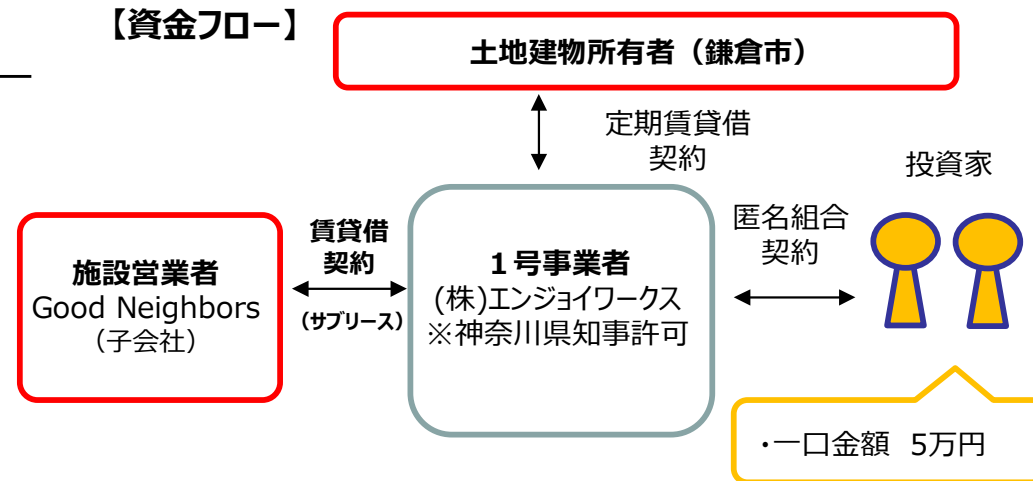 【資金フロー】
土地建物所有者（鎌倉市）
定期賃貸借
契約
投資家
匿名組合
契約
賃貸借
契約
（サブリース）
施設営業者
Good Neighbors
（子会社）
１号事業者
(株)エンジョイワークス
※神奈川県知事許可
・一口金額 5万円